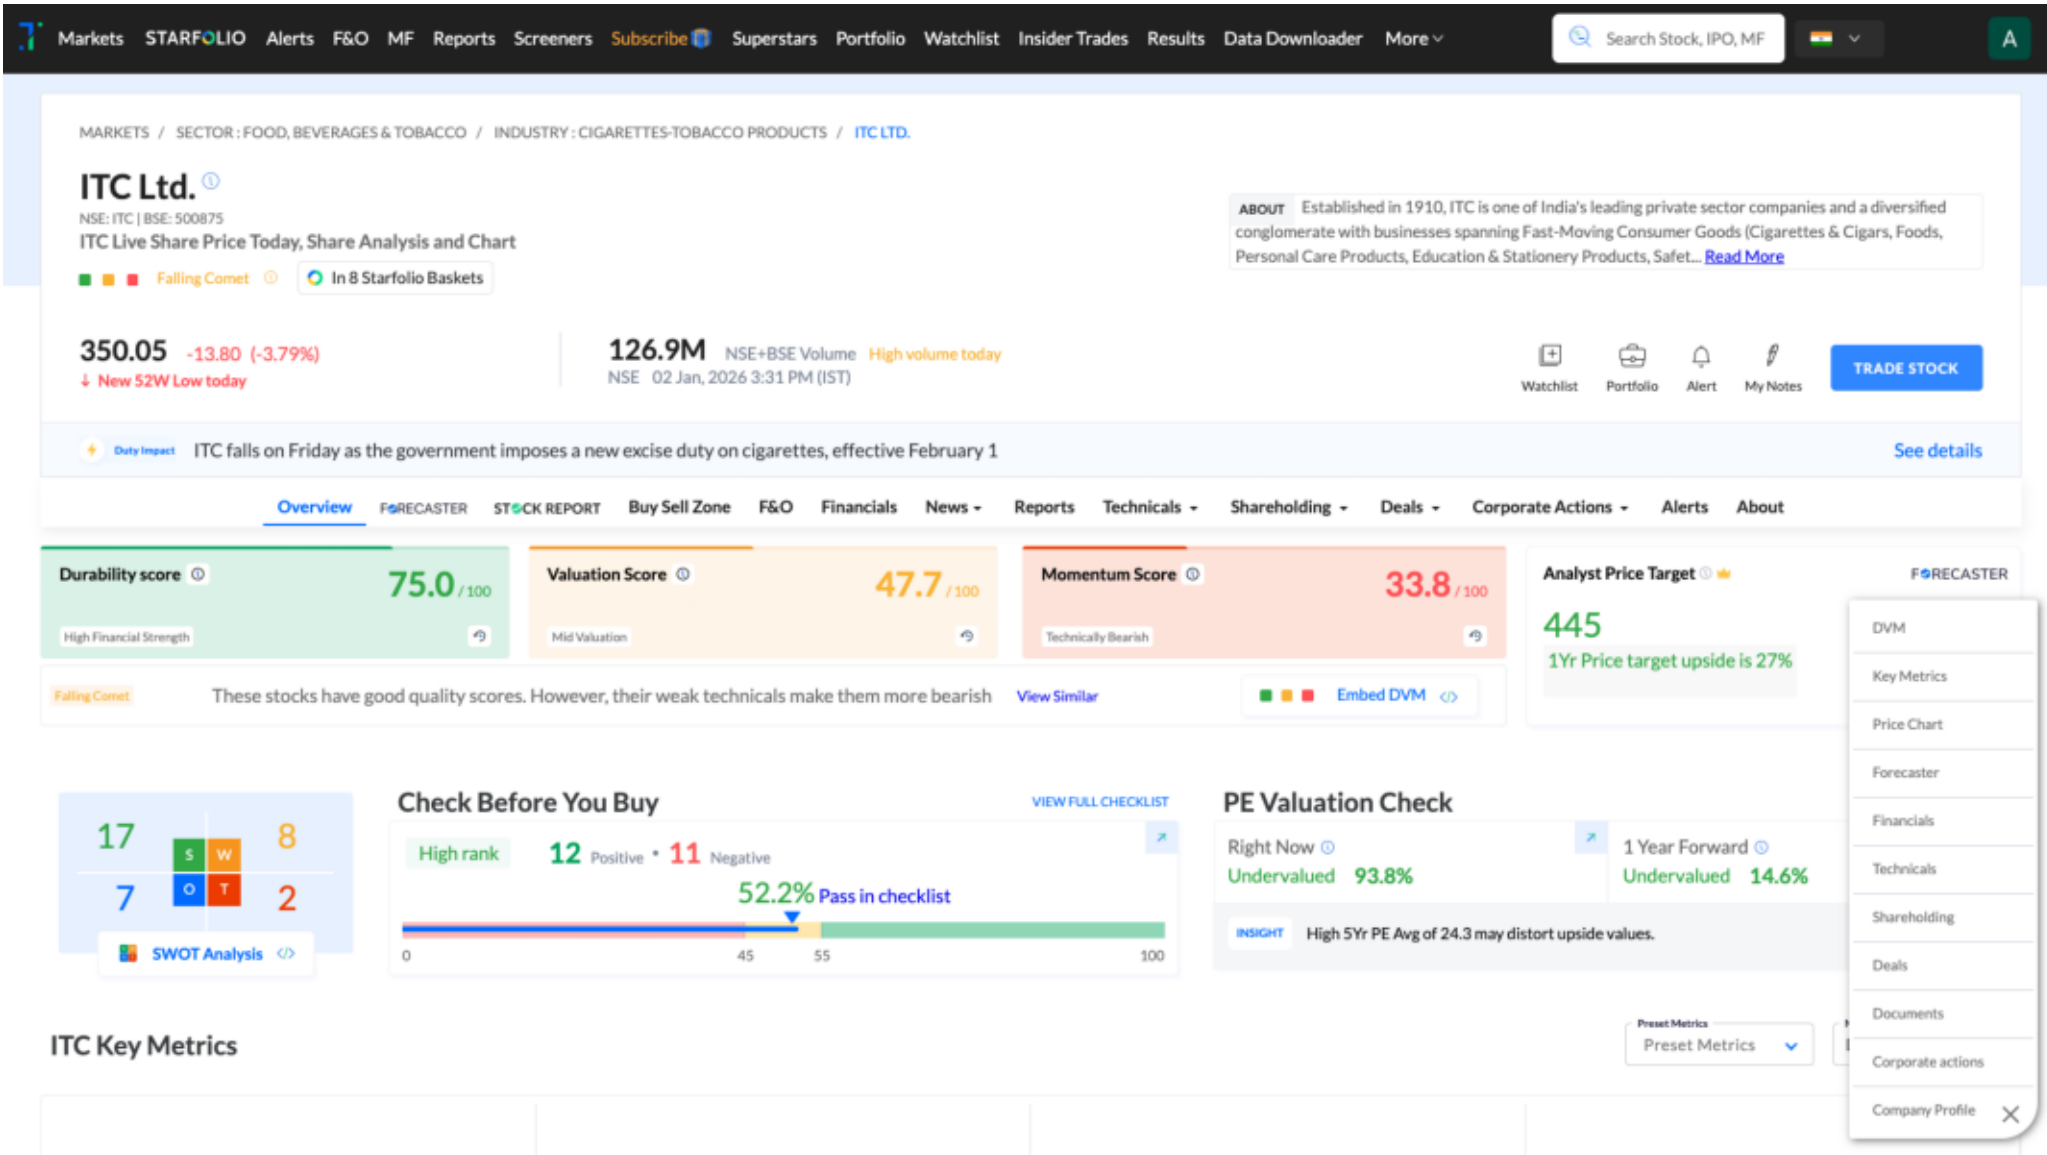 Markets STARFOLIO Alerts F&O MF Reports Screeners Subscribe Superstars Portfolio Watchlist Insider Trades Results Data Downloader More Search Stock, IPO, MF A
MARKETS / SECTOR : FOOD, BEVERAGES & TOBACCO / INDUSTRY : CIGARETTES-TOBACCO PRODUCTS / ITC LTD.
ITC Ltd.
NSE: ITC | BSE: 500875
ITC Live Share Price Today, Share Analysis and Chart
Falling Comet In 8 Starfolio Baskets
ABOUT Established in 1910, ITC is one of India's leading private sector companies and a diversified
conglomerate with businesses spanning Fast-Moving Consumer Goods (Cigarettes & Cigars, Foods,
Personal Care Products, Education & Stationery Products, Safet... Read More
350.05 -13.80 (-3.79%)
↓ New 52W Low today
126.9M NSE+BSE Volume High volume today
NSE 02 Jan, 2026 3:31 PM (IST)
Watchlist Portfolio Alert My Notes TRADE STOCK
Duty Impact ITC falls on Friday as the government imposes a new excise duty on cigarettes, effective February 1 See details
Overview FORECASTER STOCK REPORT Buy Sell Zone F&O Financials News Reports Technicals Shareholding Deals Corporate Actions Alerts About
Durability score 75.0 / 100
High Financial Strength
Valuation Score 47.7 / 100
Mid Valuation
Momentum Score 33.8 / 100
Technically Bearish
Analyst Price Target FORECASTER
445
1Yr Price target upside is 27%
Falling Comet These stocks have good quality scores. However, their weak technicals make them more bearish View Similar Embed DVM </>
17 8
S W
O T
7 2
SWOT Analysis </>
Check Before You Buy VIEW FULL CHECKLIST
High rank 12 Positive • 11 Negative
52.2% Pass in checklist
0 45 55 100
PE Valuation Check
Right Now
Undervalued 93.8%
1 Year Forward
Undervalued 14.6%
INSIGHT High 5Yr PE Avg of 24.3 may distort upside values.
ITC Key Metrics
Preset Metrics
Preset Metrics
DVM
Key Metrics
Price Chart
Forecaster
Financials
Technicals
Shareholding
Deals
Documents
Corporate actions
Company Profile